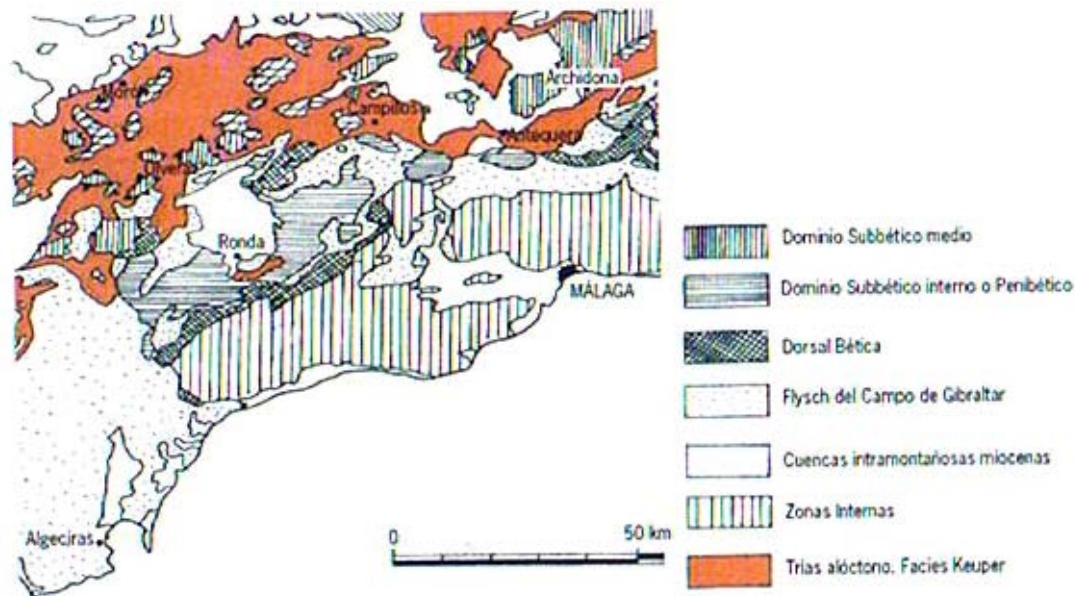 Archidona
Morón
Campillos
Antequera
Olvera
Ronda
MÁLAGA
Algeciras
0
50 km
Dominio Subbético medio
Dominio Subbético interno o Penibético
Dorsal Bética
Flysch del Campo de Gibraltar
Cuencas intramontañosas miocenas
Zonas Internas
Trías alóctono. Facies Keuper